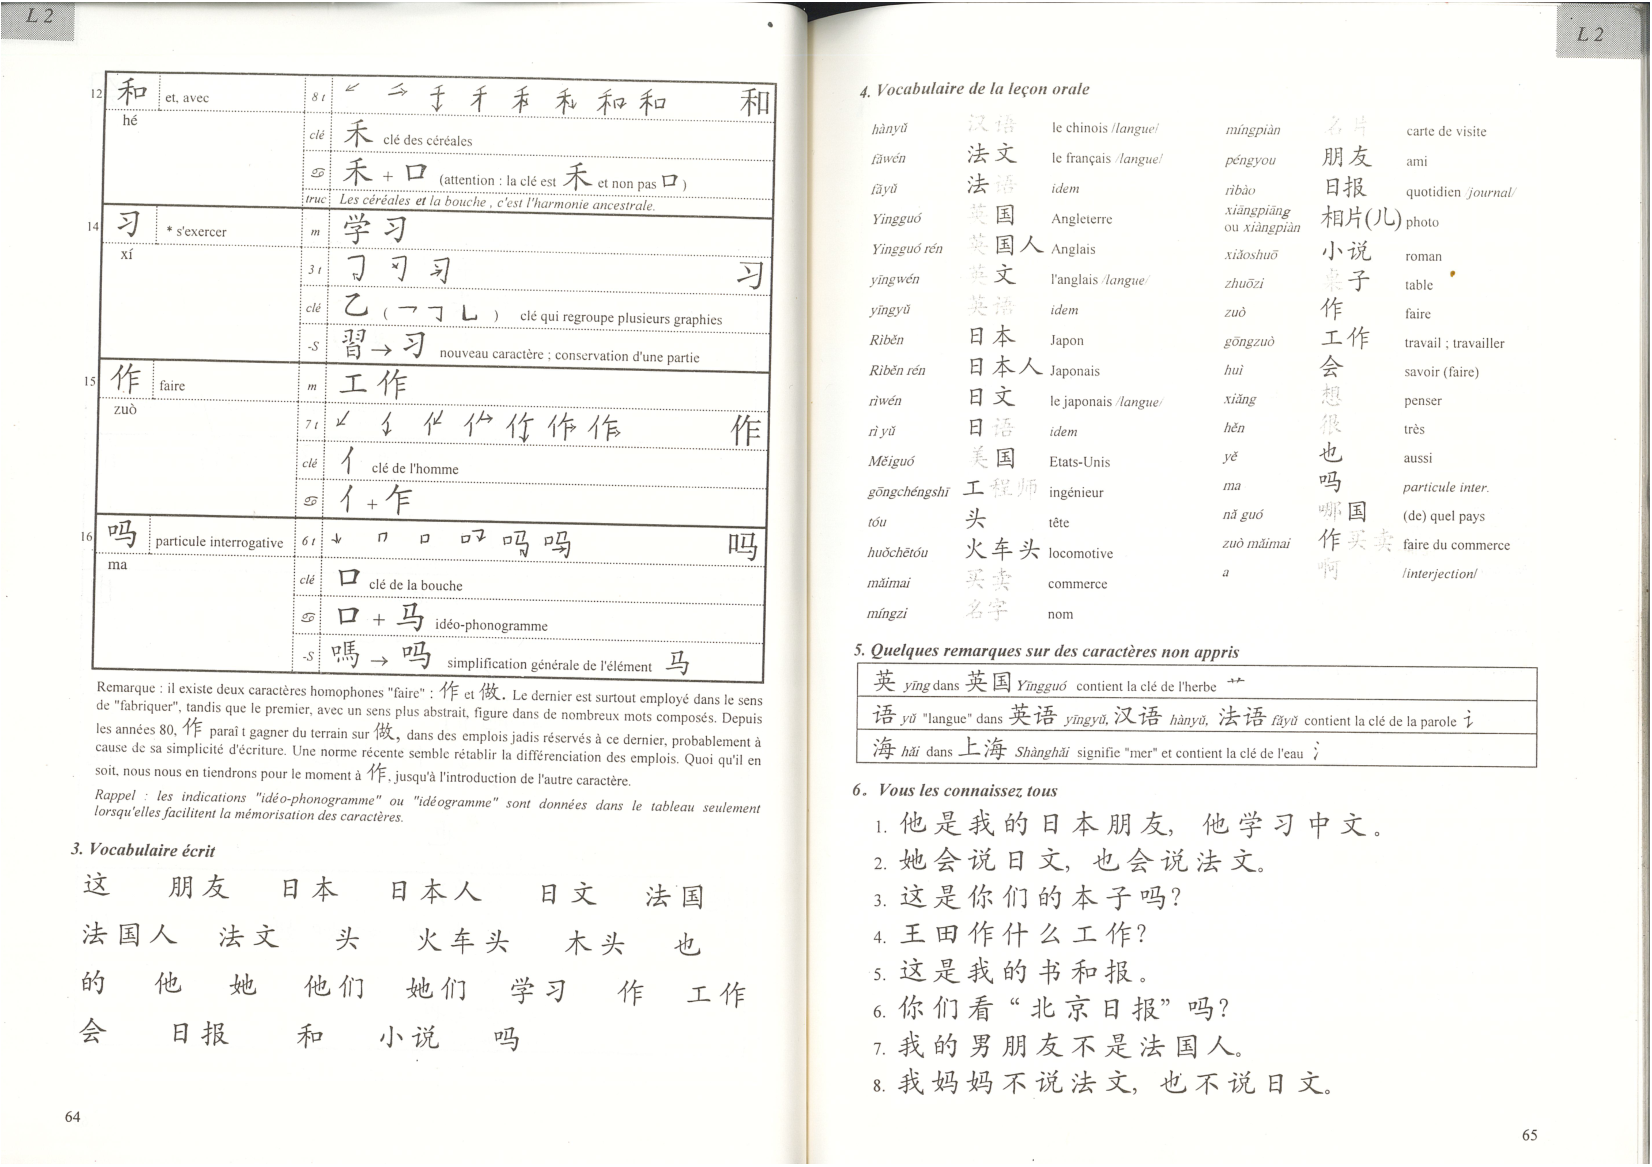 L 2
12 和 et, avec 8 t 和
hé
clé 禾 clé des céréales
禾 + 口 (attention : la clé est 禾 et non pas 口)
truc Les céréales et la bouche , c'est l'harmonie ancestrale.
14 习 * s'exercer m 学习
xí
3 t 习
clé 乙 ( ㇀ ) clé qui regroupe plusieurs graphies
-S 習 → 习 nouveau caractère ; conservation d'une partie
15 作 faire m 工作
zuò
7 t 作
clé 亻 clé de l'homme
亻 + 乍
16 吗 particule interrogative 6 t 吗
ma
clé 口 clé de la bouche
口 + 马 idéo-phonogramme
-S 嗎 → 吗 simplification générale de l'élément 马
Remarque : il existe deux caractères homophones "faire" : 作 et 做. Le dernier est surtout employé dans le sens
de "fabriquer", tandis que le premier, avec un sens plus abstrait, figure dans de nombreux mots composés. Depuis
les années 80, 作 paraî t gagner du terrain sur 做, dans des emplois jadis réservés à ce dernier, probablement à
cause de sa simplicité d'écriture. Une norme récente semble rétablir la différenciation des emplois. Quoi qu'il en
soit, nous nous en tiendrons pour le moment à 作, jusqu'à l'introduction de l'autre caractère.
Rappel : les indications "idéo-phonogramme" ou "idéogramme" sont données dans le tableau seulement
lorsqu'elles facilitent la mémorisation des caractères.
3. Vocabulaire écrit
这 朋友 日本 日本人 日文 法国
法国人 法文 头 火车头 木头 也
的 他 她 他们 她们 学习 作 工作
会 日报 和 小说 吗
64
L 2
4. Vocabulaire de la leçon orale
hànyŭ 汉语 le chinois /langue/
fāwén 法文 le français /langue/
fāyŭ 法语 idem
Yīngguó 英国 Angleterre
Yīngguó rén 英国人 Anglais
yīngwén 英文 l'anglais /langue/
yīngyŭ 英语 idem
Rìbĕn 日本 Japon
Rìbĕn rén 日本人 Japonais
rìwén 日文 le japonais /langue/
rì yŭ 日语 idem
Mĕiguó 美国 Etats-Unis
gōngchéngshī 工程师 ingénieur
tóu 头 tête
huŏchētóu 火车头 locomotive
mǎimai 买卖 commerce
míngzi 名字 nom
míngpiàn 名片 carte de visite
péngyou 朋友 ami
rìbào 日报 quotidien /journal/
xiāngpiāng
ou xiàngpiàn 相片(儿) photo
xiǎoshuō 小说 roman
zhuōzi 桌子 table
zuò 作 faire
gōngzuò 工作 travail ; travailler
huì 会 savoir (faire)
xiǎng 想 penser
hĕn 很 très
yĕ 也 aussi
ma 吗 particule inter.
nǎ guó 哪国 (de) quel pays
zuò mǎimai 作买卖 faire du commerce
a 啊 /interjection/
5. Quelques remarques sur des caractères non appris
英 yīng dans 英国 Yīngguó contient la clé de l'herbe 艹
语 yŭ "langue" dans 英语 yīngyŭ, 汉语 hànyŭ, 法语 fǎyŭ contient la clé de la parole 讠
海 hǎi dans 上海 Shànghǎi signifie "mer" et contient la clé de l'eau 氵
6。 Vous les connaissez tous
1. 他是我的日本朋友, 他学习中文。
2. 她会说日文, 也会说法文。
3. 这是你们的本子吗?
4. 王田作什么工作?
5. 这是我的书和报。
6. 你们看“北京日报”吗?
7. 我的男朋友不是法国人。
8. 我妈妈不说法文, 也不说日文。
65